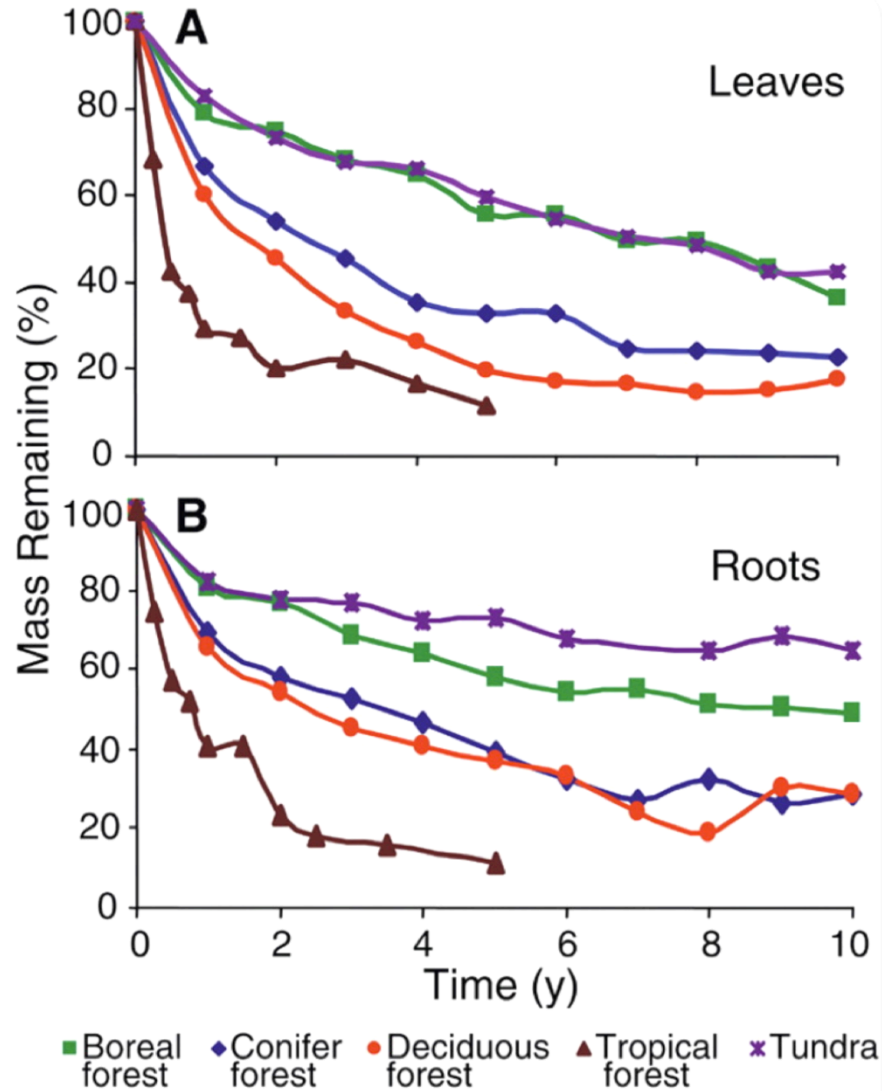 A
Leaves
100
80
60
40
20
0
Mass Remaining (%)
B
Roots
100
80
60
40
20
0
0 2 4 6 8 10
Time (y)
Boreal forest
Conifer forest
Deciduous forest
Tropical forest
Tundra